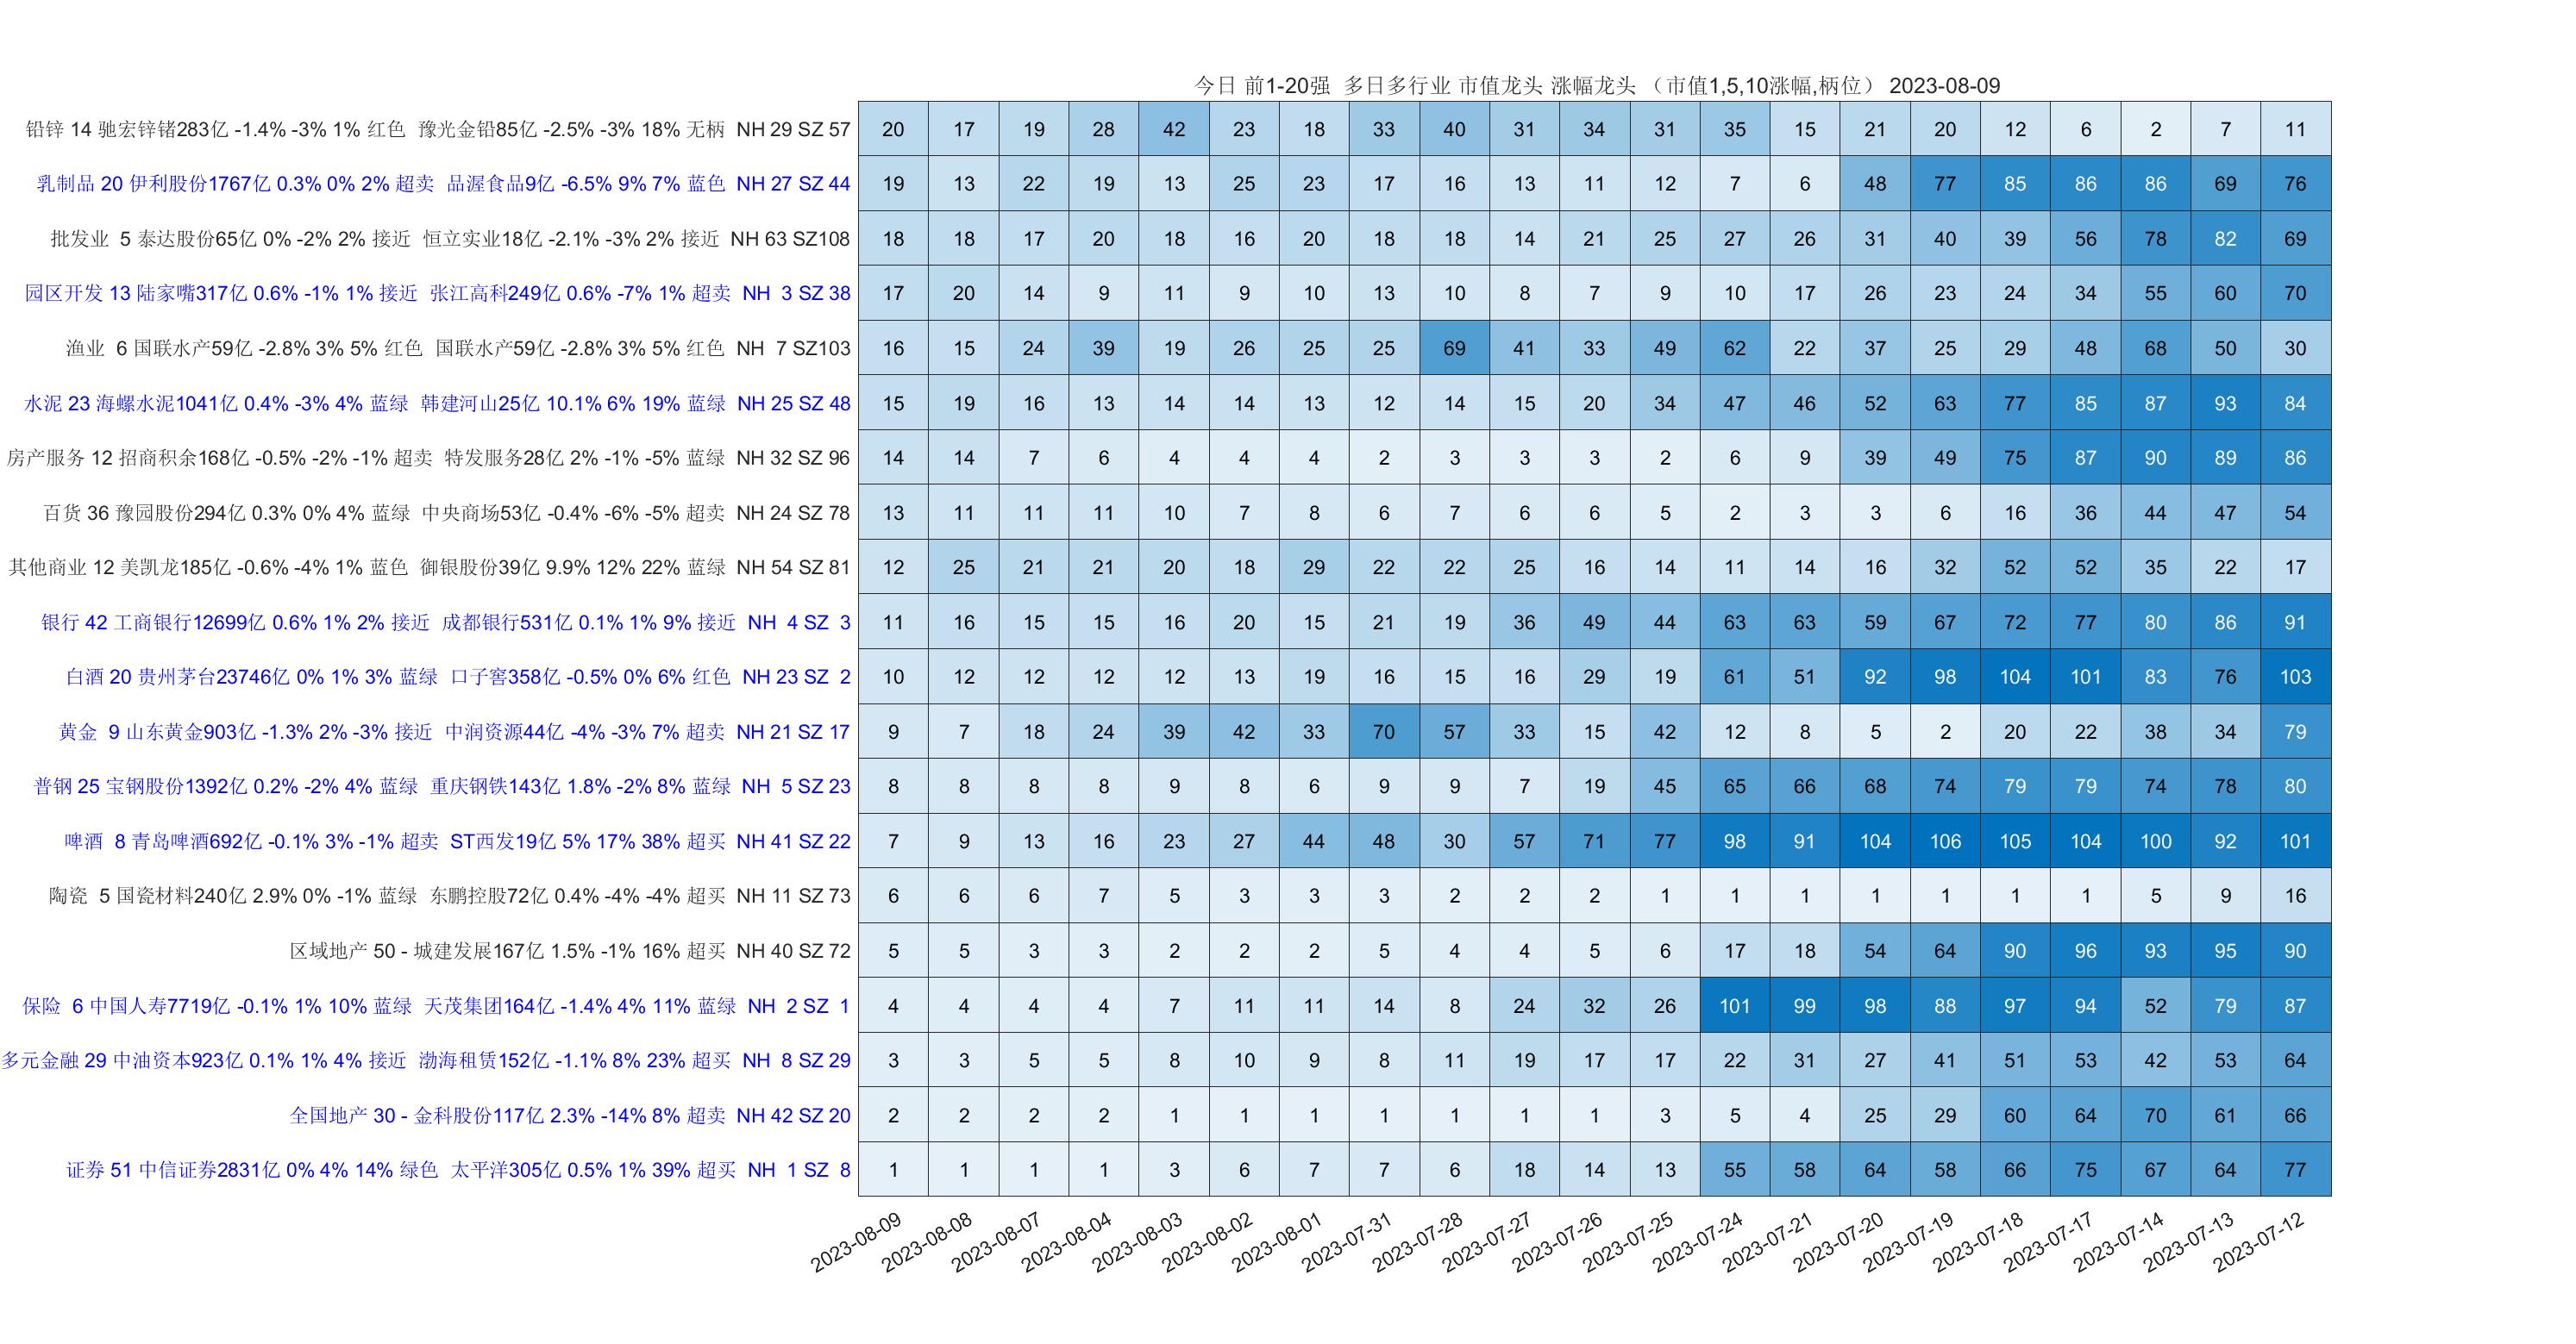 今日 前1-20强 多日多行业 市值龙头 涨幅龙头 （市值1,5,10涨幅,柄位） 2023-08-09
铅锌 14 驰宏锌锗283亿 -1.4% -3% 1% 红色 豫光金铅85亿 -2.5% -3% 18% 无柄 NH 29 SZ 57 20 17 19 28 42 23 18 33 40 31 34 31 35 15 21 20 12 6 2 7 11
乳制品 20 伊利股份1767亿 0.3% 0% 2% 超卖 品渥食品9亿 -6.5% 9% 7% 蓝色 NH 27 SZ 44 19 13 22 19 13 25 23 17 16 13 11 12 7 6 48 77 85 86 86 69 76
批发业 5 泰达股份65亿 0% -2% 2% 接近 恒立实业18亿 -2.1% -3% 2% 接近 NH 63 SZ108 18 18 17 20 18 16 20 18 18 14 21 25 27 26 31 40 39 56 78 82 69
园区开发 13 陆家嘴317亿 0.6% -1% 1% 接近 张江高科249亿 0.6% -7% 1% 超卖 NH 3 SZ 38 17 20 14 9 11 9 10 13 10 8 7 9 10 17 26 23 24 34 55 60 70
渔业 6 国联水产59亿 -2.8% 3% 5% 红色 国联水产59亿 -2.8% 3% 5% 红色 NH 7 SZ103 16 15 24 39 19 26 25 25 69 41 33 49 62 22 37 25 29 48 68 50 30
水泥 23 海螺水泥1041亿 0.4% -3% 4% 蓝绿 韩建河山25亿 10.1% 6% 19% 蓝绿 NH 25 SZ 48 15 19 16 13 14 14 13 12 14 15 20 34 47 46 52 63 77 85 87 93 84
房产服务 12 招商积余168亿 -0.5% -2% -1% 超卖 特发服务28亿 2% -1% -5% 蓝绿 NH 32 SZ 96 14 14 7 6 4 4 4 2 3 3 3 2 6 9 39 49 75 87 90 89 86
百货 36 豫园股份294亿 0.3% 0% 4% 蓝绿 中央商场53亿 -0.4% -6% -5% 超卖 NH 24 SZ 78 13 11 11 11 10 7 8 6 7 6 6 5 2 3 3 6 16 36 44 47 54
其他商业 12 美凯龙185亿 -0.6% -4% 1% 蓝色 御银股份39亿 9.9% 12% 22% 蓝绿 NH 54 SZ 81 12 25 21 21 20 18 29 22 22 25 16 14 11 14 16 32 52 52 35 22 17
银行 42 工商银行12699亿 0.6% 1% 2% 接近 成都银行531亿 0.1% 1% 9% 接近 NH 4 SZ 3 11 16 15 15 16 20 15 21 19 36 49 44 63 63 59 67 72 77 80 86 91
白酒 20 贵州茅台23746亿 0% 1% 3% 蓝绿 口子窖358亿 -0.5% 0% 6% 红色 NH 23 SZ 2 10 12 12 12 12 13 19 16 15 16 29 19 61 51 92 98 104 101 83 76 103
黄金 9 山东黄金903亿 -1.3% 2% -3% 接近 中润资源44亿 -4% -3% 7% 超卖 NH 21 SZ 17 9 7 18 24 39 42 33 70 57 33 15 42 12 8 5 2 20 22 38 34 79
普钢 25 宝钢股份1392亿 0.2% -2% 4% 蓝绿 重庆钢铁143亿 1.8% -2% 8% 蓝绿 NH 5 SZ 23 8 8 8 8 9 8 6 9 9 7 19 45 65 66 68 74 79 79 74 78 80
啤酒 8 青岛啤酒692亿 -0.1% 3% -1% 超卖 ST西发19亿 5% 17% 38% 超买 NH 41 SZ 22 7 9 13 16 23 27 44 48 30 57 71 77 98 91 104 106 105 104 100 92 101
陶瓷 5 国瓷材料240亿 2.9% 0% -1% 蓝绿 东鹏控股72亿 0.4% -4% -4% 超买 NH 11 SZ 73 6 6 6 7 5 3 3 3 2 2 2 1 1 1 1 1 1 1 5 9 16
区域地产 50 - 城建发展167亿 1.5% -1% 16% 超买 NH 40 SZ 72 5 5 3 3 2 2 2 5 4 4 5 6 17 18 54 64 90 96 93 95 90
保险 6 中国人寿7719亿 -0.1% 1% 10% 蓝绿 天茂集团164亿 -1.4% 4% 11% 蓝绿 NH 2 SZ 1 4 4 4 4 7 11 11 14 8 24 32 26 101 99 98 88 97 94 52 79 87
多元金融 29 中油资本923亿 0.1% 1% 4% 接近 渤海租赁152亿 -1.1% 8% 23% 超买 NH 8 SZ 29 3 3 5 5 8 10 9 8 11 19 17 17 22 31 27 41 51 53 42 53 64
全国地产 30 - 金科股份117亿 2.3% -14% 8% 超卖 NH 42 SZ 20 2 2 2 2 1 1 1 1 1 1 1 3 5 4 25 29 60 64 70 61 66
证券 51 中信证券2831亿 0% 4% 14% 绿色 太平洋305亿 0.5% 1% 39% 超买 NH 1 SZ 8 1 1 1 1 3 6 7 7 6 18 14 13 55 58 64 58 66 75 67 64 77
2023-08-09 2023-08-08 2023-08-07 2023-08-04 2023-08-03 2023-08-02 2023-08-01 2023-07-31 2023-07-28 2023-07-27 2023-07-26 2023-07-25 2023-07-24 2023-07-21 2023-07-20 2023-07-19 2023-07-18 2023-07-17 2023-07-14 2023-07-13 2023-07-12